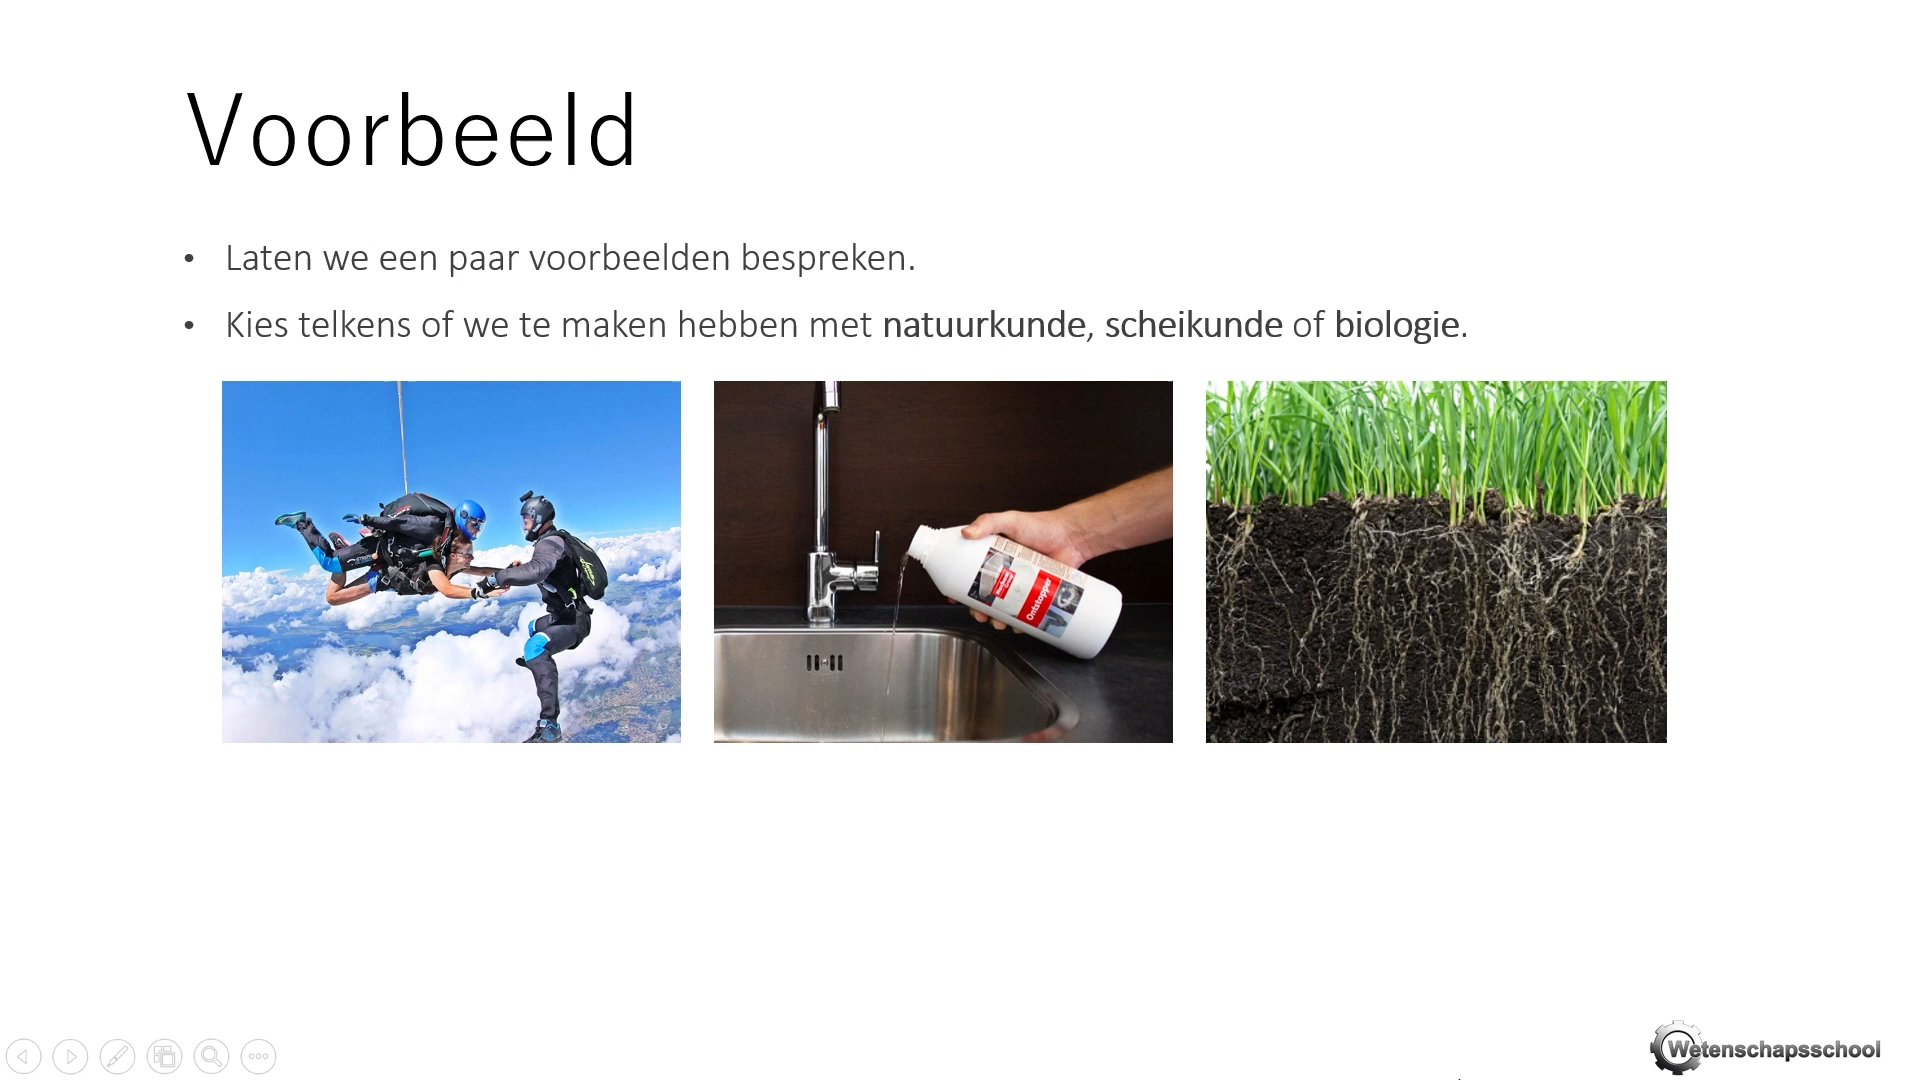 Voorbeeld
• Laten we een paar voorbeelden bespreken.
• Kies telkens of we te maken hebben met natuurkunde, scheikunde of biologie.
Ontstopper
Wetenschapsschool